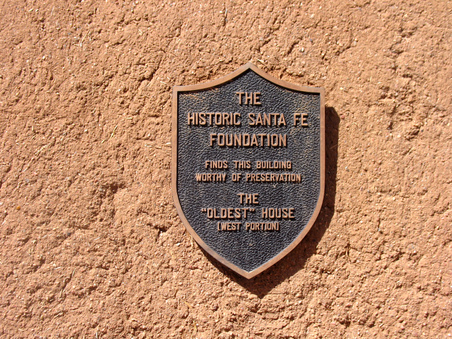 THE
HISTORIC SANTA FE
FOUNDATION
FINDS THIS BUILDING
WORTHY OF PRESERVATION
THE
"OLDEST" HOUSE
(WEST PORTION)